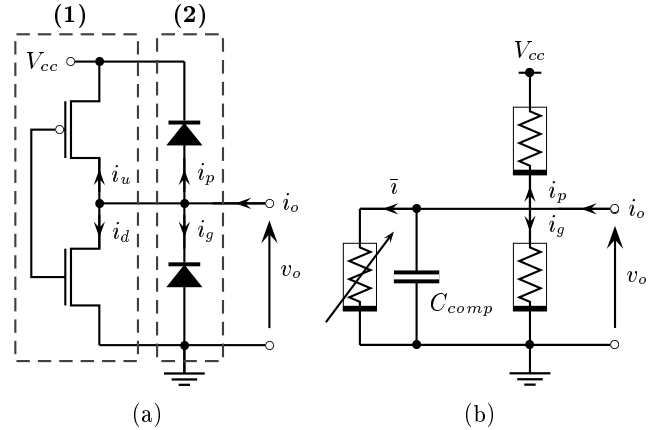 (1) (2)
V_cc
i_u i_p
i_o
i_d i_g
v_o
(a)
V_cc
i_p
ī
i_o
i_g
v_o
C_comp
(b)